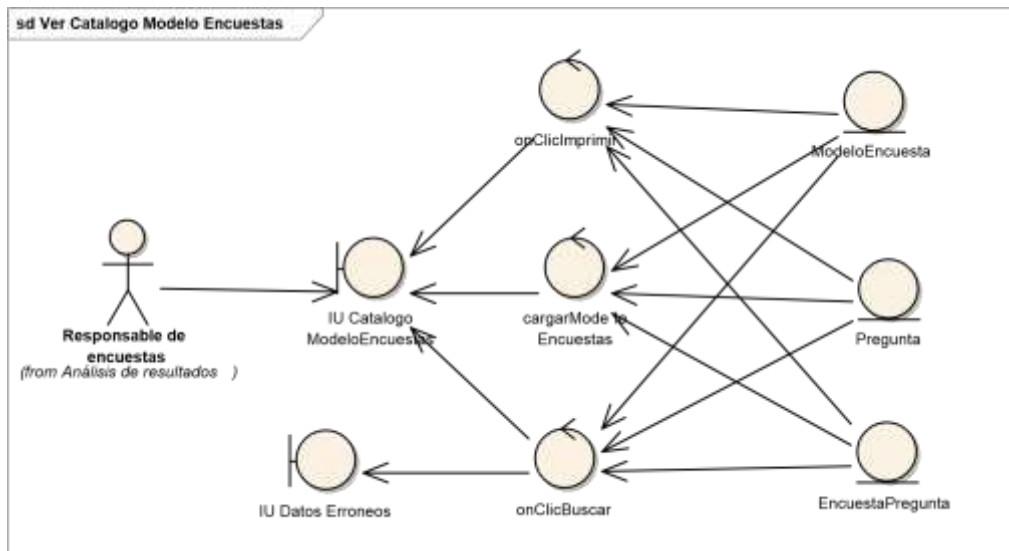 sd Ver Catalogo Modelo Encuestas
onClicImprimir
ModeloEncuesta
Responsable de
encuestas
(from Análisis de resultados )
IU Catalogo
ModeloEncuestas
cargarModelo
Encuestas
Pregunta
IU Datos Erroneos
onClicBuscar
EncuestaPregunta